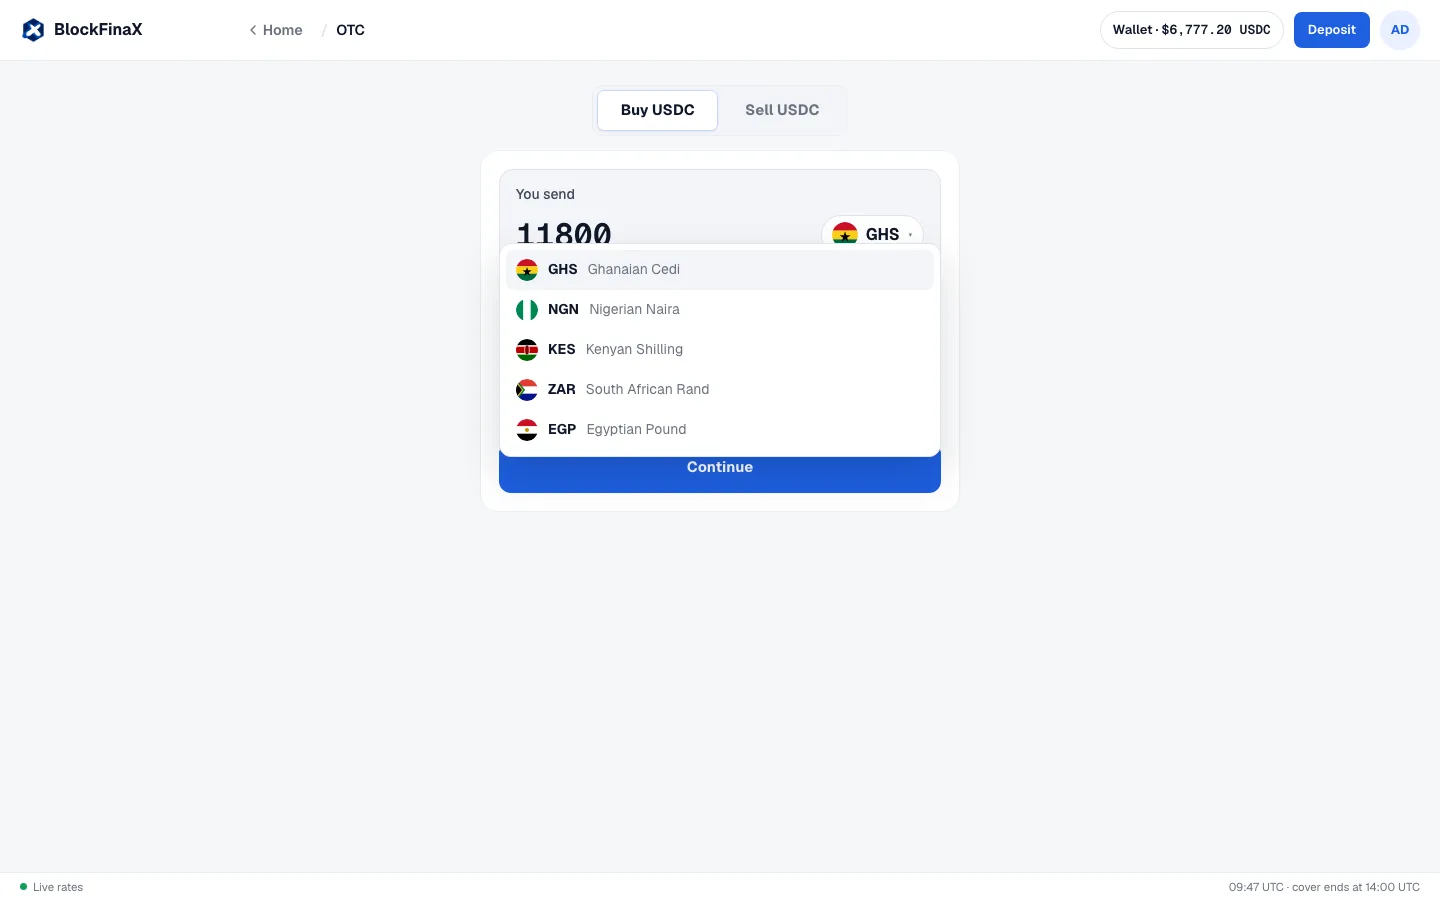 BlockFinaX
Home / OTC
Wallet · $6,777.20 USDC
Deposit
AD
Buy USDC
Sell USDC
You send
11800
GHS
GHS Ghanaian Cedi
NGN Nigerian Naira
KES Kenyan Shilling
ZAR South African Rand
EGP Egyptian Pound
Continue
Live rates
09:47 UTC · cover ends at 14:00 UTC